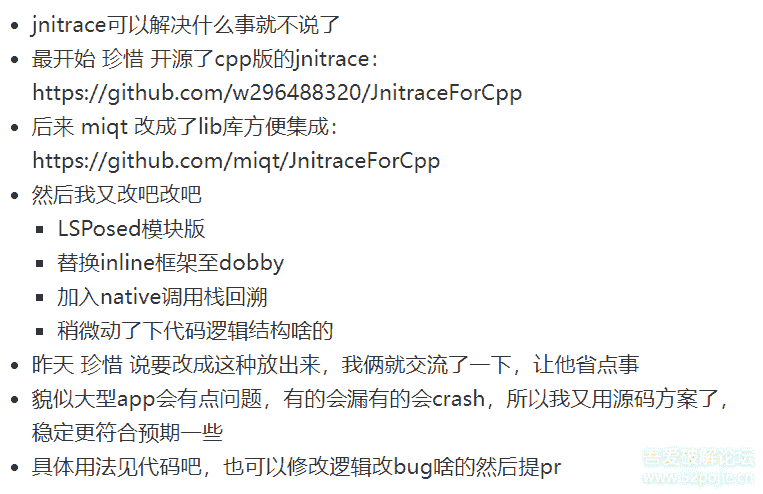 jnitrace可以解决什么事就不说了
最开始 珍惜 开源了cpp版的jnitrace：
https://github.com/w296488320/JnitraceForCpp
后来 miqt 改成了lib库方便集成：
https://github.com/miqt/JnitraceForCpp
然后我又改吧改吧
LSPosed模块版
替换inline框架至dobby
加入native调用栈回溯
稍微动了下代码逻辑结构啥的
昨天 珍惜 说要改成这种放出来，我俩就交流了一下，让他省点事
貌似大型app会有点问题，有的会漏有的会crash，所以我又用源码方案了，
稳定更符合预期一些
具体用法见代码吧，也可以修改逻辑改bug啥的然后提pr
吾爱破解论坛
www.52pojie.cn